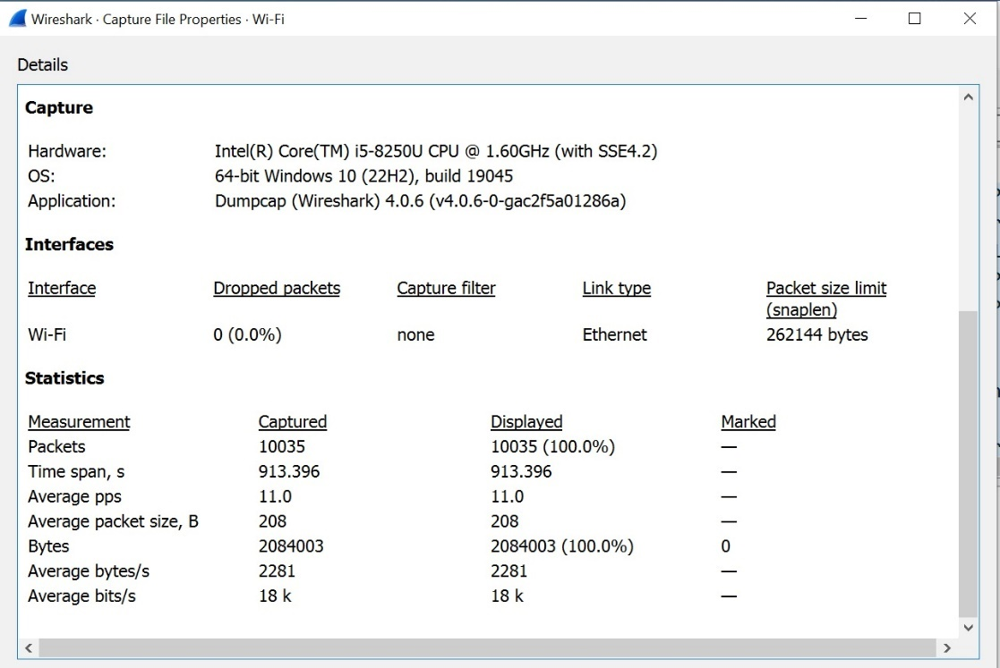 Wireshark · Capture File Properties · Wi-Fi
Details
Capture
Hardware: Intel(R) Core(TM) i5-8250U CPU @ 1.60GHz (with SSE4.2)
OS: 64-bit Windows 10 (22H2), build 19045
Application: Dumpcap (Wireshark) 4.0.6 (v4.0.6-0-gac2f5a01286a)
Interfaces
Interface Dropped packets Capture filter Link type Packet size limit
(snaplen)
Wi-Fi 0 (0.0%) none Ethernet 262144 bytes
Statistics
Measurement Captured Displayed Marked
Packets 10035 10035 (100.0%) —
Time span, s 913.396 913.396 —
Average pps 11.0 11.0 —
Average packet size, B 208 208 —
Bytes 2084003 2084003 (100.0%) 0
Average bytes/s 2281 2281 —
Average bits/s 18 k 18 k —